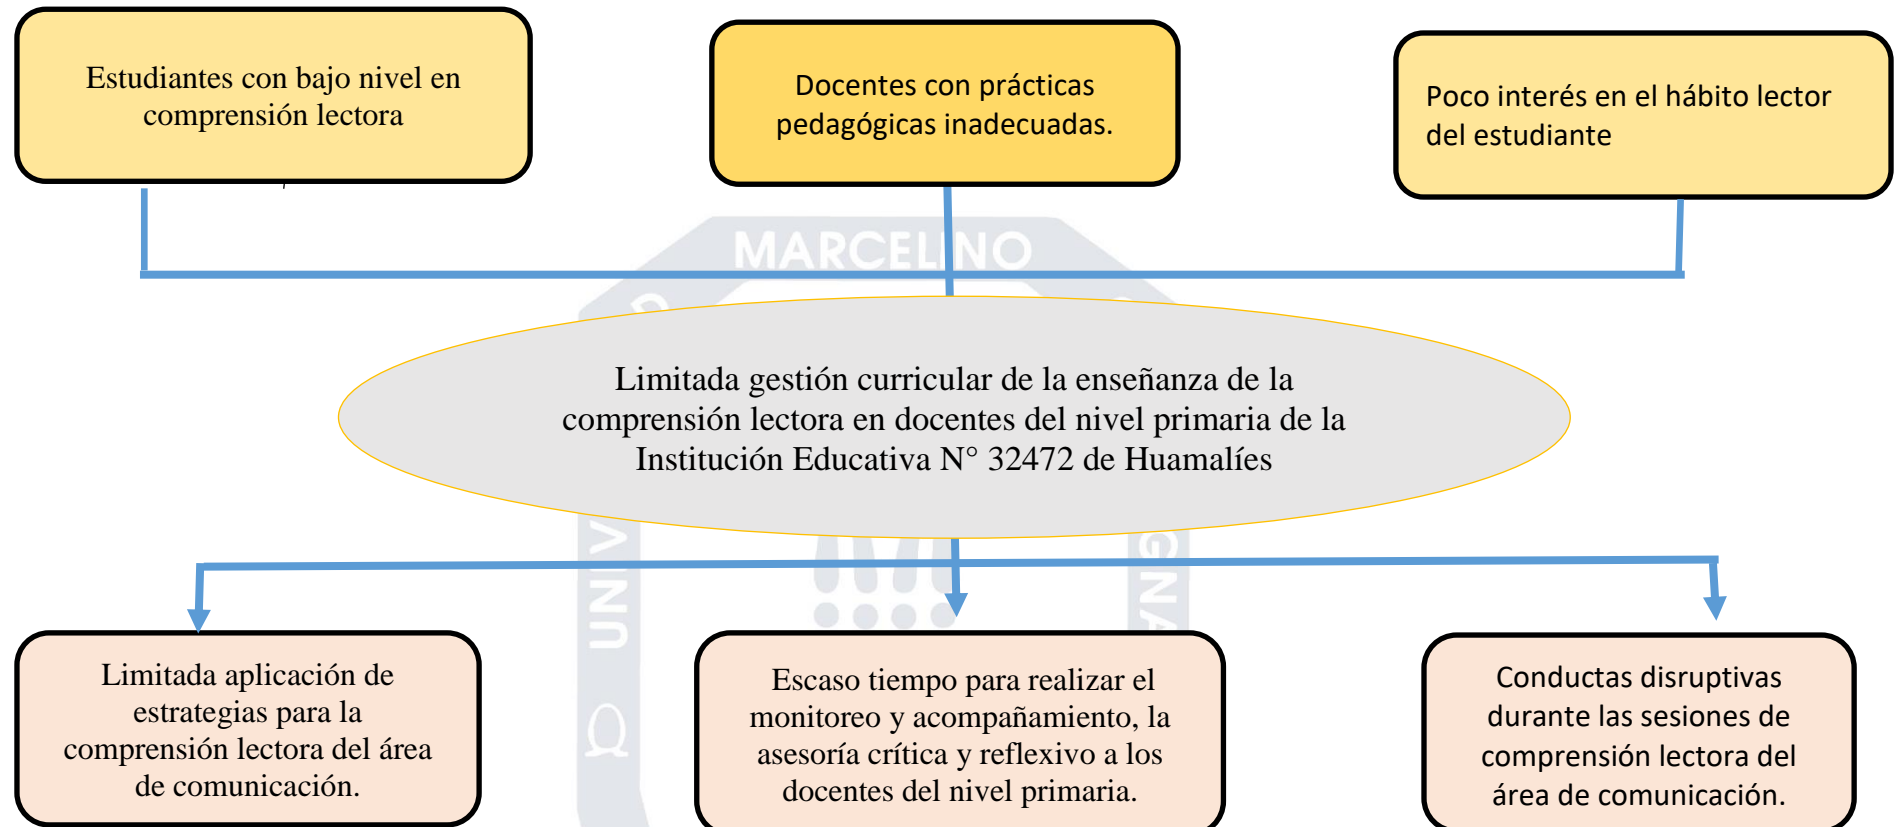 Estudiantes con bajo nivel en
comprensión lectora
Docentes con prácticas
pedagógicas inadecuadas.
Poco interés en el hábito lector
del estudiante
MARCELINO
Limitada gestión curricular de la enseñanza de la
comprensión lectora en docentes del nivel primaria de la
Institución Educativa N° 32472 de Huamalíes
UNIV
GNA
Limitada aplicación de
estrategias para la
comprensión lectora del área
de comunicación.
Escaso tiempo para realizar el
monitoreo y acompañamiento, la
asesoría crítica y reflexivo a los
docentes del nivel primaria.
Conductas disruptivas
durante las sesiones de
comprensión lectora del
área de comunicación.